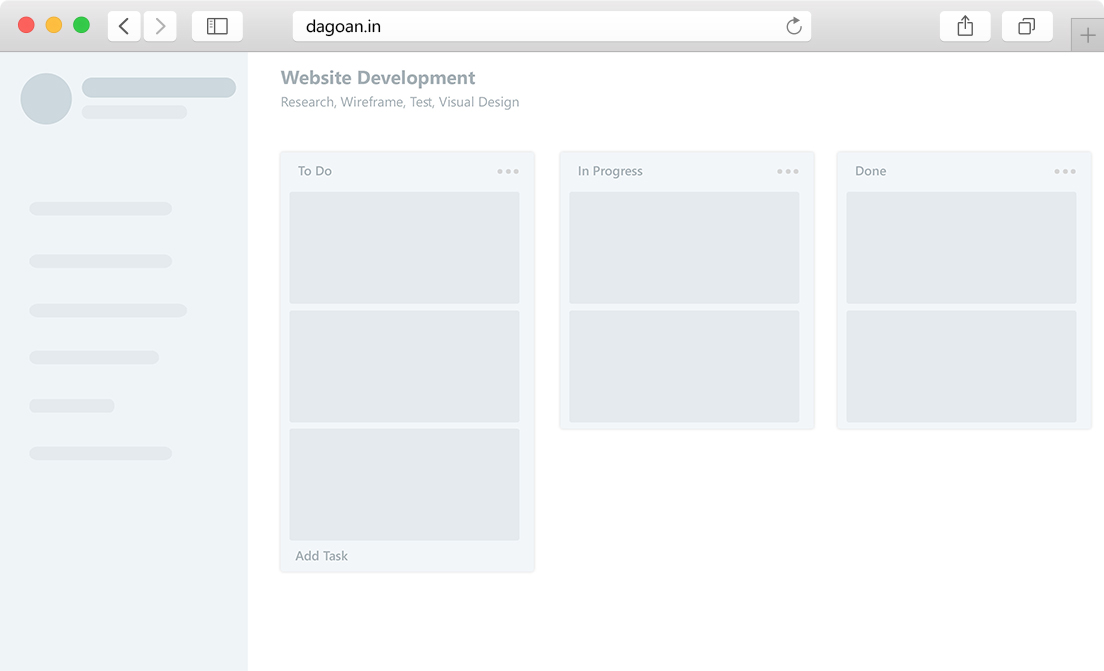 dagoan.in
Website Development
Research, Wireframe, Test, Visual Design
To Do
In Progress
Done
Add Task